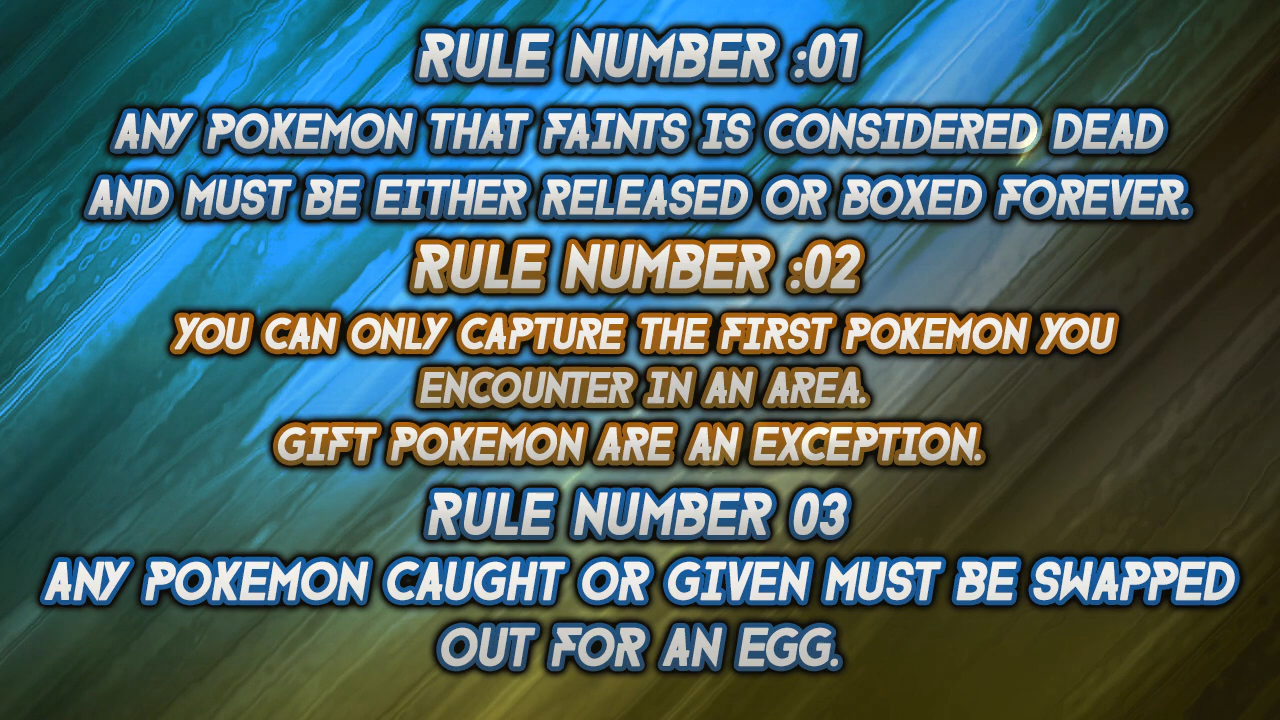 RULE NUMBER :01
ANY POKEMON THAT FAINTS IS CONSIDERED DEAD
AND MUST BE EITHER RELEASED OR BOXED FOREVER.
RULE NUMBER :02
YOU CAN ONLY CAPTURE THE FIRST POKEMON YOU
ENCOUNTER IN AN AREA.
GIFT POKEMON ARE AN EXCEPTION.
RULE NUMBER 03
ANY POKEMON CAUGHT OR GIVEN MUST BE SWAPPED
OUT FOR AN EGG.